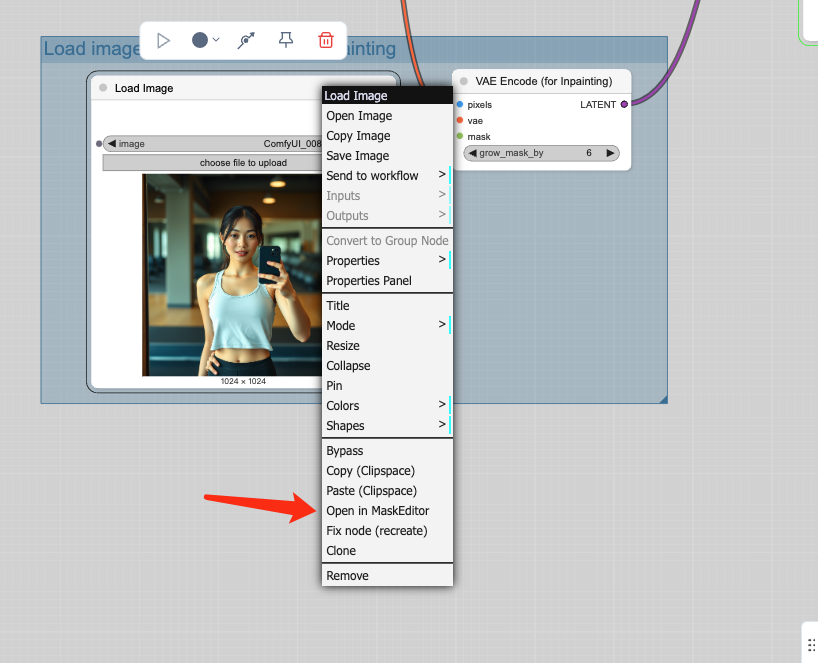 Load image
ainting
Load Image
image
ComfyUI_008
choose file to upload
1024 × 1024
Load Image
Open Image
Copy Image
Save Image
Send to workflow >
Inputs >
Outputs >
Convert to Group Node
Properties >
Properties Panel
Title
Mode >
Resize
Collapse
Pin
Colors >
Shapes >
Bypass
Copy (Clipspace)
Paste (Clipspace)
Open in MaskEditor
Fix node (recreate)
Clone
Remove
VAE Encode (for Inpainting)
pixels LATENT
vae
mask
grow_mask_by 6